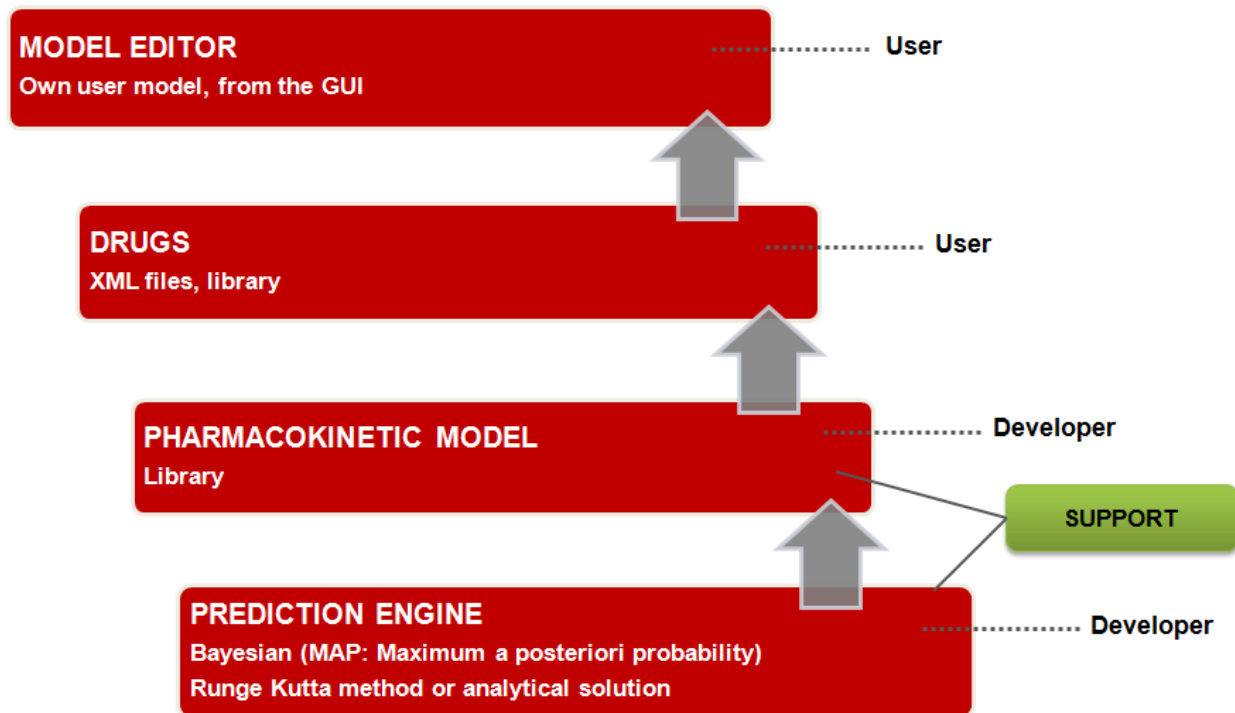 MODEL EDITOR
Own user model, from the GUI
User
DRUGS
XML files, library
User
PHARMACOKINETIC MODEL
Library
Developer
SUPPORT
PREDICTION ENGINE
Bayesian (MAP: Maximum a posteriori probability)
Runge Kutta method or analytical solution
Developer